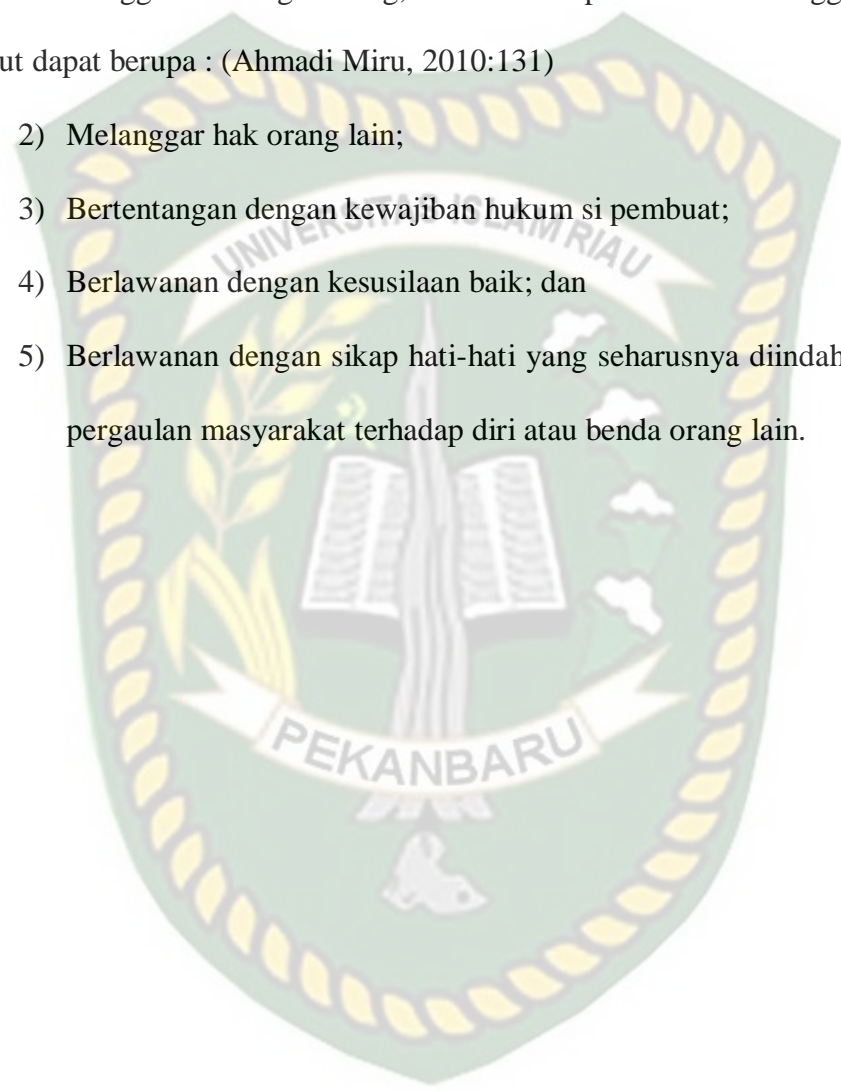 ut dapat berupa : (Ahmadi Miru, 2010:131)
2) Melanggar hak orang lain;
3) Bertentangan dengan kewajiban hukum si pembuat;
UNIVERSITAS ISLAM RIAU
4) Berlawanan dengan kesusilaan baik; dan
5) Berlawanan dengan sikap hati-hati yang seharusnya diindah
pergaulan masyarakat terhadap diri atau benda orang lain.
PEKANBARU